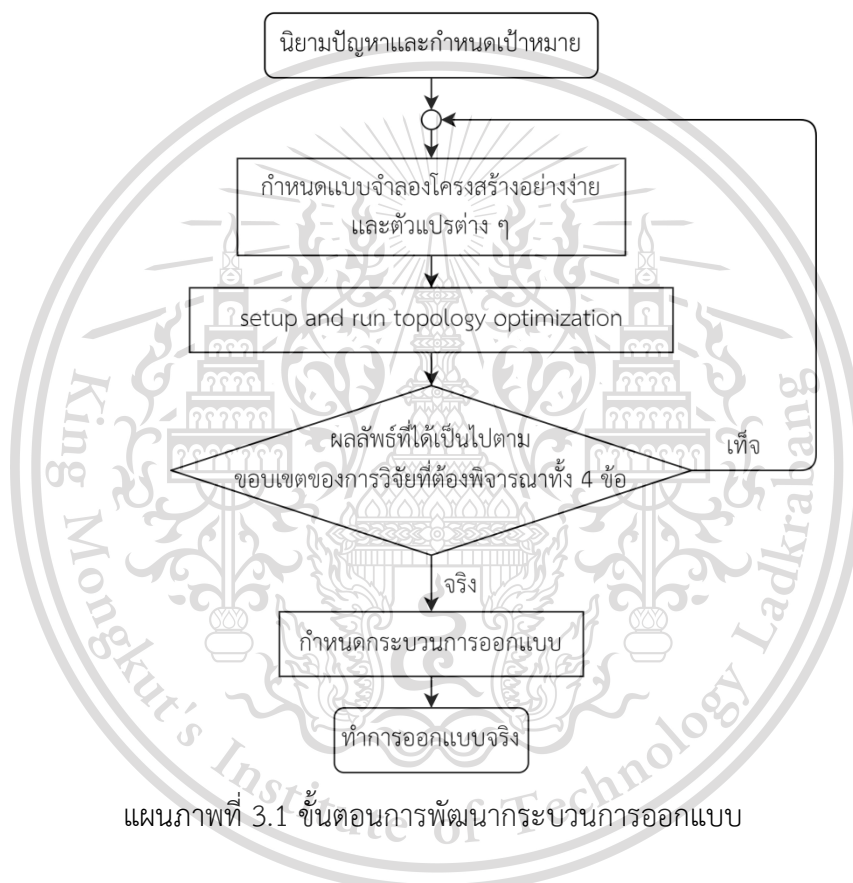 นิยามปัญหาและกำหนดเป้าหมาย
กำหนดแบบจำลองโครงสร้างอย่างง่าย
และตัวแปรต่าง ๆ
setup and run topology optimization
ผลลัพธ์ที่ได้เป็นไปตาม
ขอบเขตของการวิจัยที่ต้องพิจารณาทั้ง 4 ข้อ
เท็จ
จริง
กำหนดกระบวนการออกแบบ
ทำการออกแบบจริง
แผนภาพที่ 3.1 ขั้นตอนการพัฒนากระบวนการออกแบบ
King Mongkut's Institute of Technology Ladkrabang